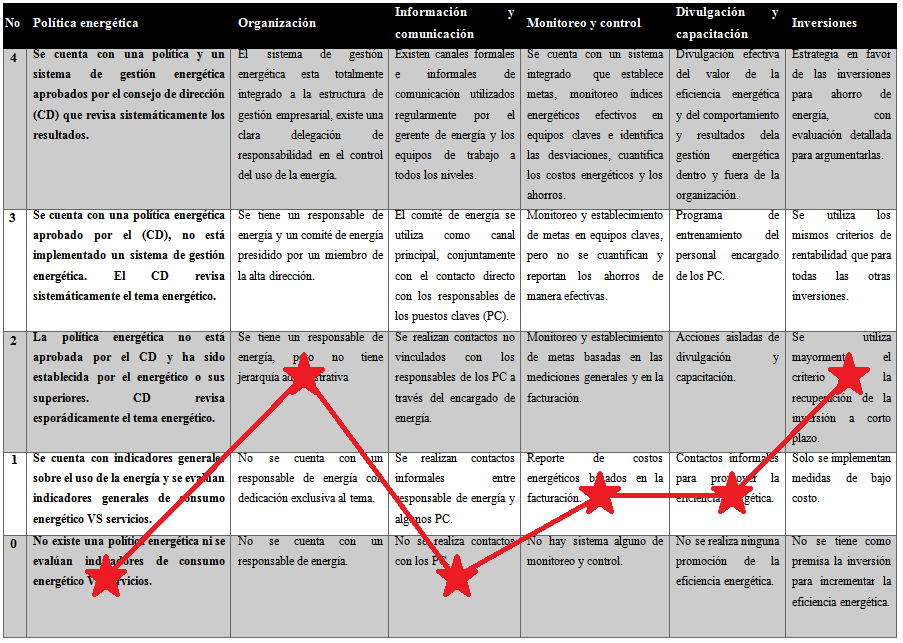 No
Política energética
Organización
Información y
comunicación
Monitoreo y control
Divulgación y
capacitación
Inversiones
4
Se cuenta con una política y un
sistema de gestión energética
aprobados por el consejo de dirección
(CD) que revisa sistemáticamente los
resultados.
El sistema de gestión
energética esta totalmente
integrado a la estructura de
gestión empresarial, existe una
clara delegación de
responsabilidad en el control
del uso de la energía.
Existen canales formales
e informales de
comunicación utilizados
regularmente por el
gerente de energía y los
equipos de trabajo a
todos los niveles.
Se cuenta con un sistema
integrado que establece
metas, monitoreo índices
energéticos efectivos en
equipos claves e identifica
las desviaciones, cuantifica
los costos energéticos y los
ahorros.
Divulgación efectiva
del valor de la
eficiencia energética
y del comportamiento
y resultados dela
gestión energética
dentro y fuera de la
organización.
Estrategia en favor
de las inversiones
para ahorro de
energía, con
evaluación detallada
para argumentarlas.
3
Se cuenta con una política energética
aprobado por el (CD), no está
implementado un sistema de gestión
energética. El CD revisa
sistemáticamente el tema energético.
Se tiene un responsable de
energía y un comité de energía
presidido por un miembro de
la alta dirección.
El comité de energía se
utiliza como canal
principal, conjuntamente
con el contacto directo
con los responsables de
los puestos claves (PC).
Monitoreo y establecimiento
de metas en equipos claves,
pero no se cuantifican y
reportan los ahorros de
manera efectivas.
Programa de
entrenamiento del
personal encargado
de los PC.
Se utiliza los
mismos criterios de
rentabilidad que para
todas las otras
inversiones.
2
La política energética no está
aprobada por el CD y ha sido
establecida por el energético o sus
superiores. CD revisa
esporádicamente el tema energético.
Se tiene un responsable de
energía, pero no tiene
jerarquía administrativa
Se realizan contactos no
vinculados con los
responsables de los PC a
través del encargado de
energía.
Monitoreo y establecimiento
de metas basadas en las
mediciones generales y en la
facturación.
Acciones aisladas de
divulgación y
capacitación.
Se utiliza
mayormente el
criterio la
recuperación de la
inversión a corto
plazo.
1
Se cuenta con indicadores generales
sobre el uso de la energía y se evalúan
indicadores generales de consumo
energético VS servicios.
No se cuenta con un
responsable de energía con
dedicación exclusiva al tema.
Se realizan contactos
informales entre
responsable de energía y
algunos PC.
Reporte de costos
energéticos basados en la
facturación.
Contactos informales
para promover la
eficiencia energética.
Solo se implementan
medidas de bajo
costo.
0
No existe una política energética ni se
evalúan indicadores de consumo
energético VS servicios.
No se cuenta con un
responsable de energía.
No se realiza contactos
con los PC.
No hay sistema alguno de
monitoreo y control.
No se realiza ninguna
promoción de la
eficiencia energética.
No se tiene como
premisa la inversión
para incrementar la
eficiencia energética.